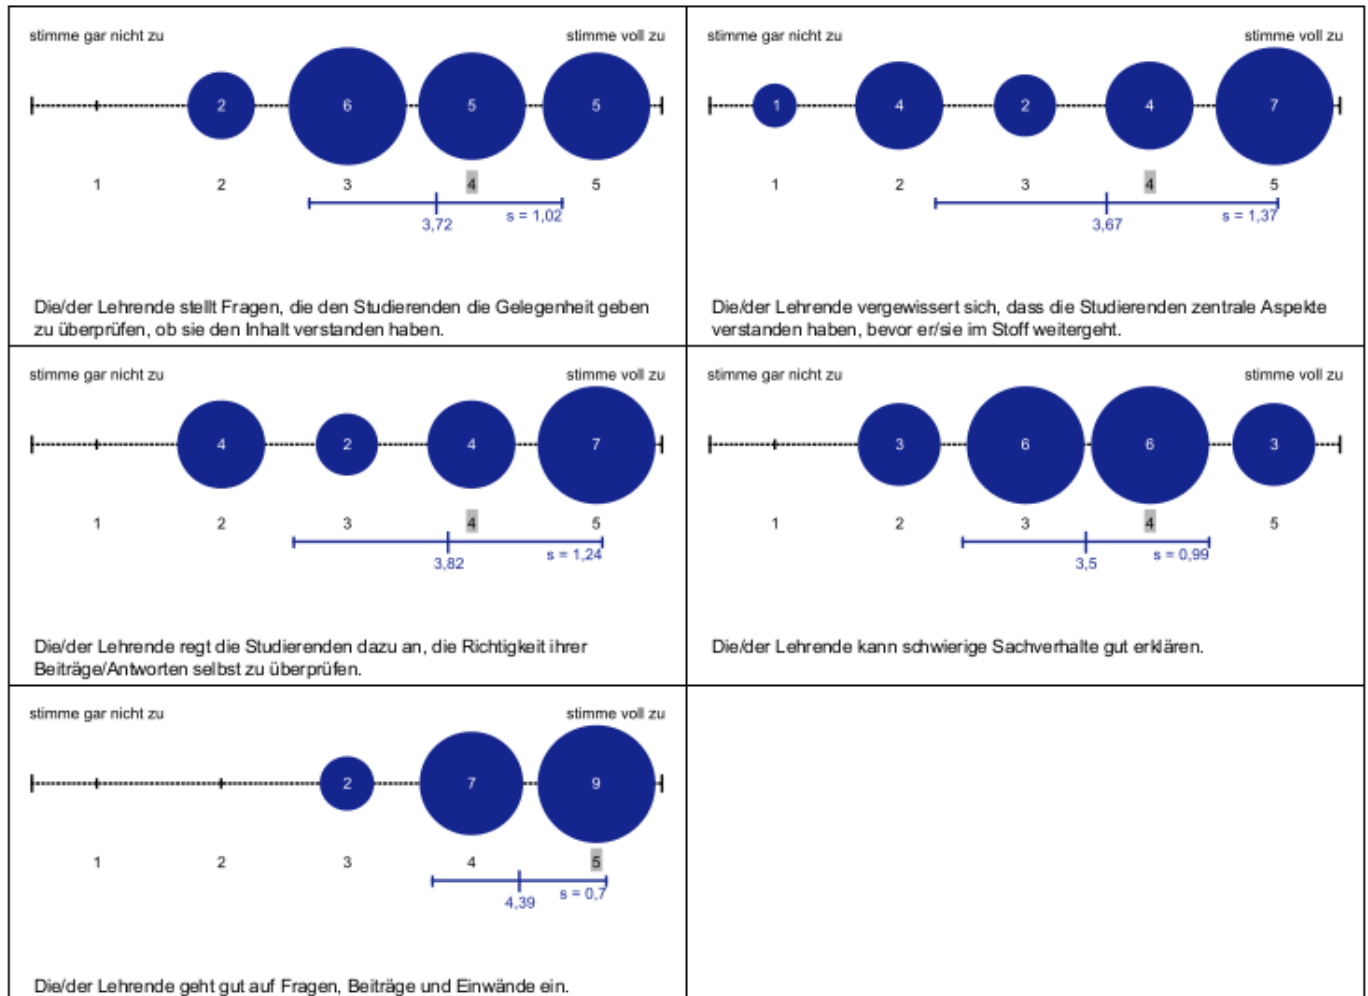 stimme gar nicht zu stimme voll zu
2 6 5 5
1 2 3 4 5
3,72 s = 1,02
Die/der Lehrende stellt Fragen, die den Studierenden die Gelegenheit geben
zu überprüfen, ob sie den Inhalt verstanden haben.
stimme gar nicht zu stimme voll zu
1 4 2 4 7
1 2 3 4 5
3,67 s = 1,37
Die/der Lehrende vergewissert sich, dass die Studierenden zentrale Aspekte
verstanden haben, bevor er/sie im Stoff weitergeht.
stimme gar nicht zu stimme voll zu
4 2 4 7
1 2 3 4 5
3,82 s = 1,24
Die/der Lehrende regt die Studierenden dazu an, die Richtigkeit ihrer
Beiträge/Antworten selbst zu überprüfen.
stimme gar nicht zu stimme voll zu
3 6 6 3
1 2 3 4 5
3,5 s = 0,99
Die/der Lehrende kann schwierige Sachverhalte gut erklären.
stimme gar nicht zu stimme voll zu
2 7 9
1 2 3 4 5
4,39 s = 0,7
Die/der Lehrende geht gut auf Fragen, Beiträge und Einwände ein.